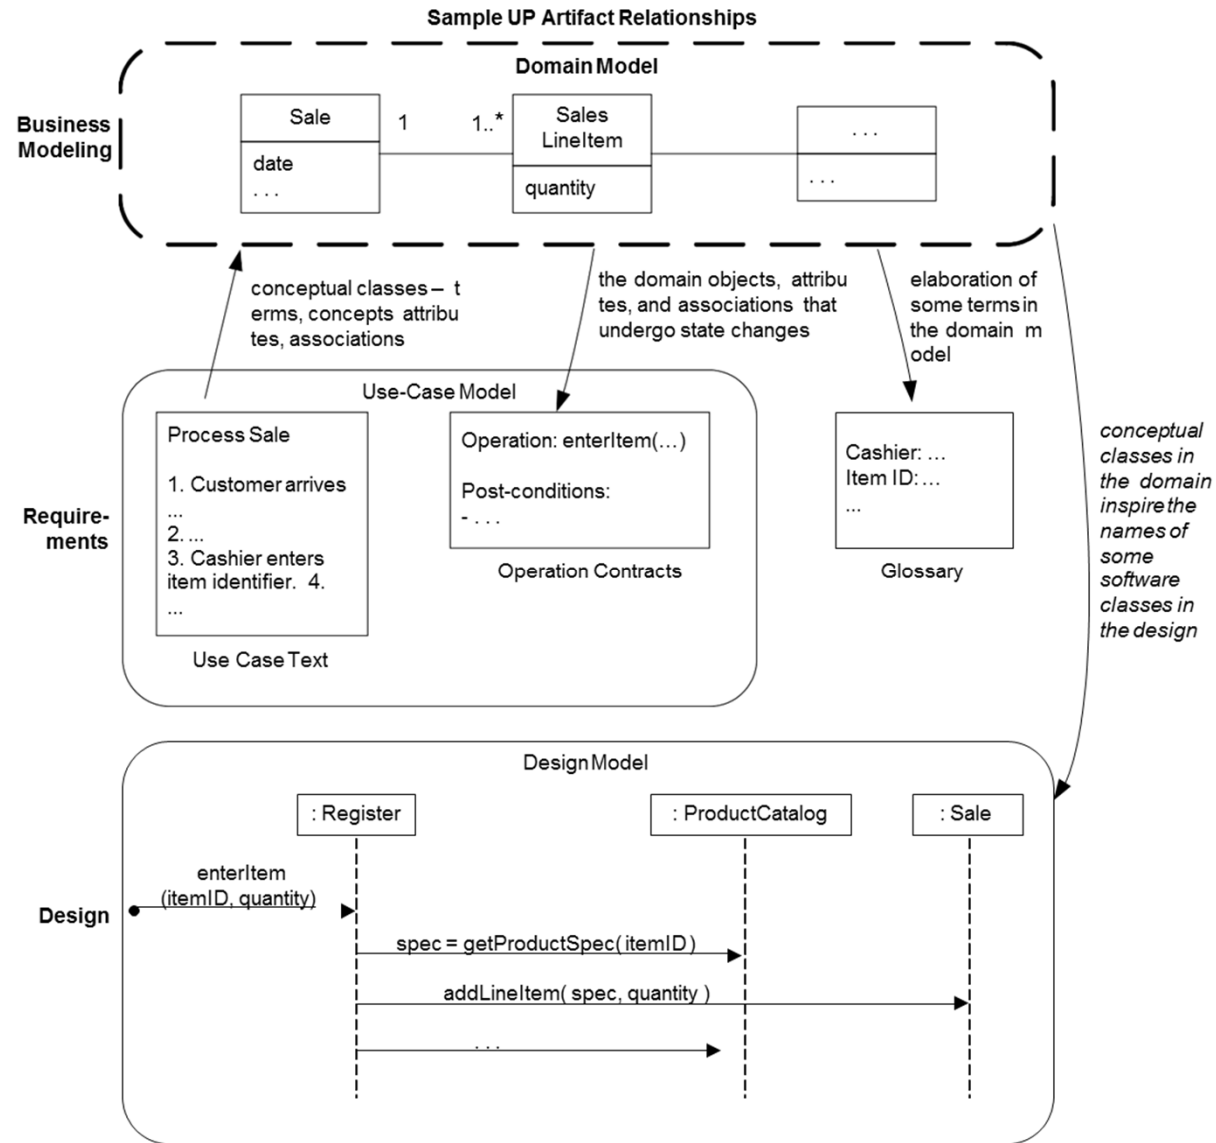 Sample UP Artifact Relationships
Domain Model
Business
Modeling
Sale
1
1..*
Sales
LineItem
. . .
date
. . .
quantity
. . .
conceptual classes – t
erms, concepts attribu
tes, associations
the domain objects, attribu
tes, and associations that
undergo state changes
elaboration of
some terms in
the domain m
odel
Use-Case Model
Require-
ments
Process Sale
1. Customer arrives
...
2. ...
3. Cashier enters
item identifier. 4.
...
Use Case Text
Operation: enterItem(…)
Post-conditions:
- . . .
Operation Contracts
Cashier: …
Item ID: …
...
Glossary
conceptual
classes in
the domain
inspire the
names of
some
software
classes in
the design
Design Model
: Register
: ProductCatalog
: Sale
Design
enterItem
(itemID, quantity)
spec = getProductSpec( itemID )
addLineItem( spec, quantity )
. . .